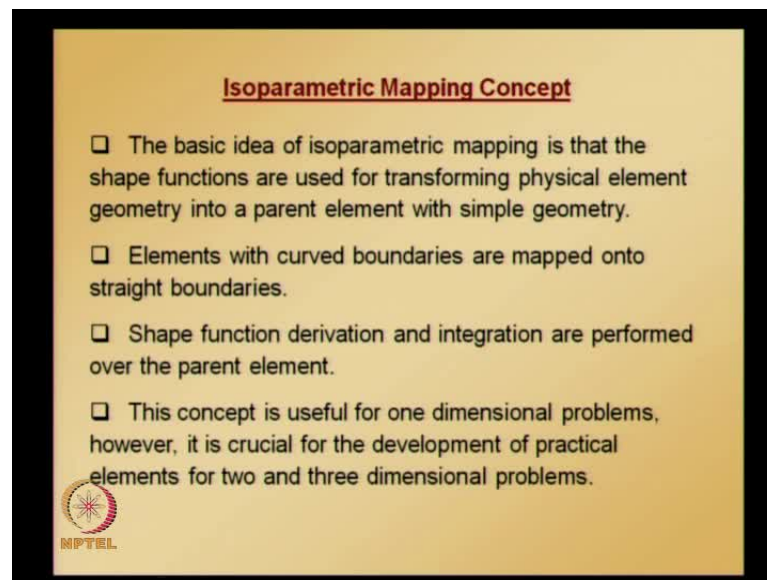 Isoparametric Mapping Concept
❑ The basic idea of isoparametric mapping is that the
shape functions are used for transforming physical element
geometry into a parent element with simple geometry.
❑ Elements with curved boundaries are mapped onto
straight boundaries.
❑ Shape function derivation and integration are performed
over the parent element.
❑ This concept is useful for one dimensional problems,
however, it is crucial for the development of practical
elements for two and three dimensional problems.
NPTEL